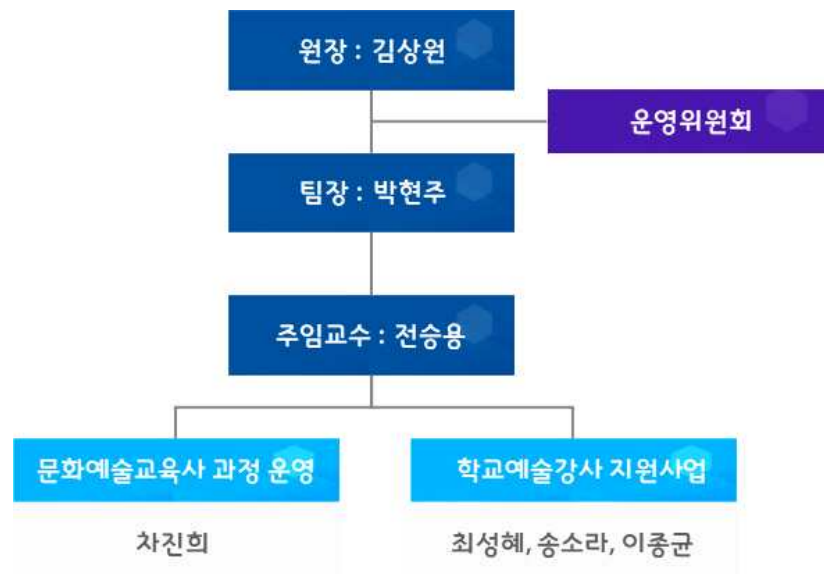 원장 : 김상원
운영위원회
팀장 : 박현주
주임교수 : 전승용
문화예술교육사 과정 운영
학교예술강사 지원사업
차진희
최성혜, 송소라, 이종균